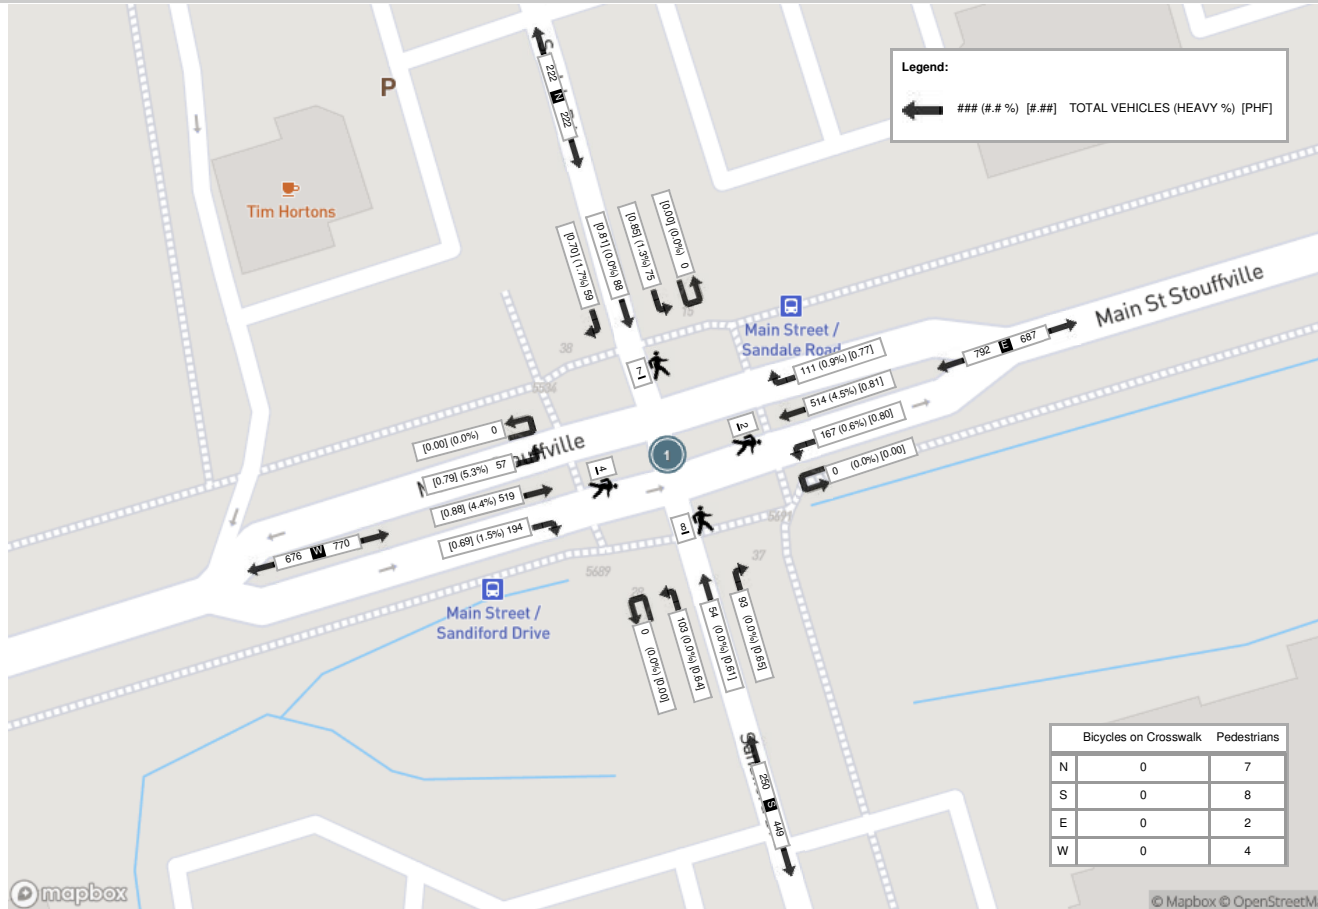 Legend:
### (#.# %) [#.##] TOTAL VEHICLES (HEAVY %) [PHF]
P
Tim Hortons
222 N 222
[0.70] (1.7%) 59
[0.81] (0.0%) 88
[0.85] (1.3%) 75
[0.00] (0.0%) 0
15
38
Main Street /
Sandale Road
Main St Stouffville
792 E 687
111 (0.9%) [0.77]
514 (4.5%) [0.81]
167 (0.6%) [0.80]
0 (0.0%) [0.00]
7
2
1
4
8
[0.00] (0.0%) 0
[0.79] (5.3%) 57
[0.88] (4.4%) 519
[0.69] (1.5%) 194
676 W 770
5689
37
Main Street /
Sandiford Drive
0 (0.0%) [0.00]
103 (0.0%) [0.64]
54 (0.0%) [0.61]
93 (0.0%) [0.65]
250 S 449
Bicycles on Crosswalk Pedestrians
N 0 7
S 0 8
E 0 2
W 0 4
mapbox
© Mapbox © OpenStreetM